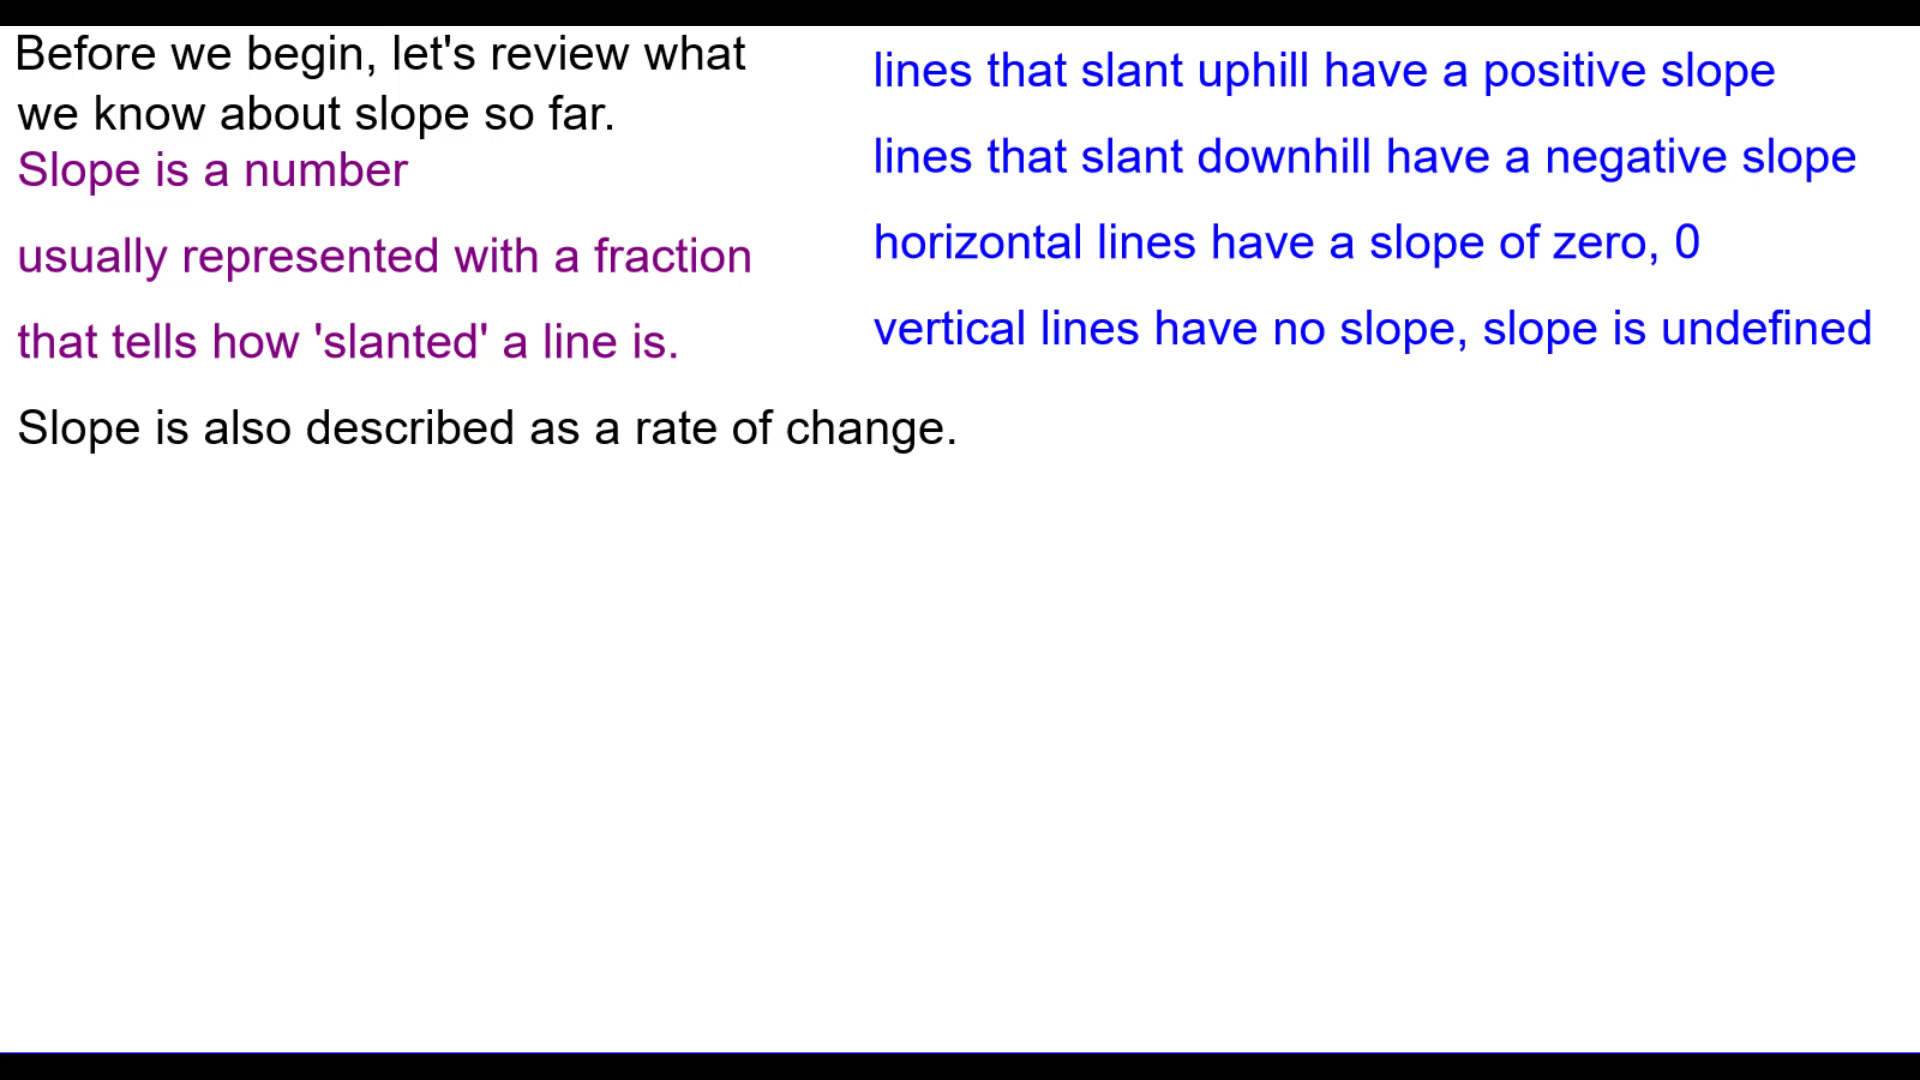 Before we begin, let's review what
we know about slope so far.
Slope is a number
usually represented with a fraction
that tells how 'slanted' a line is.
Slope is also described as a rate of change.
lines that slant uphill have a positive slope
lines that slant downhill have a negative slope
horizontal lines have a slope of zero, 0
vertical lines have no slope, slope is undefined